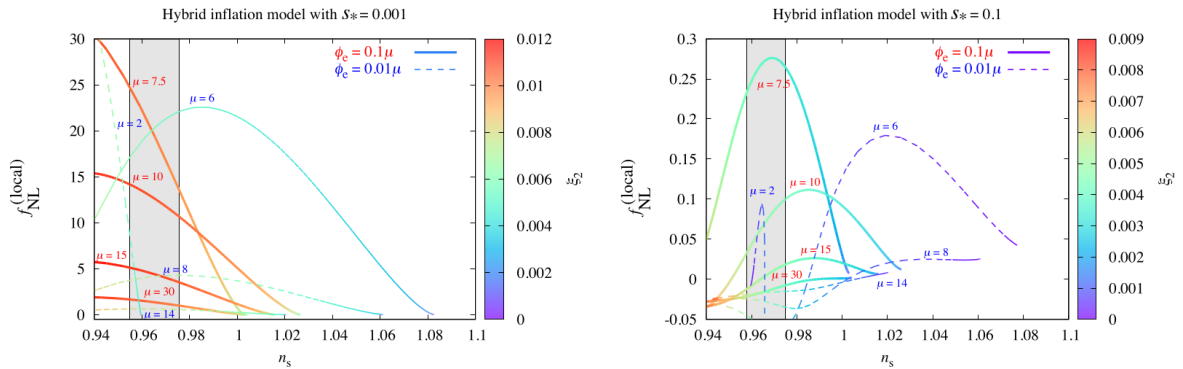 Hybrid inflation model with s* = 0.001
f_NL^(local)
30
25
20
15
10
5
0
0.94
0.96
0.98
1
1.02
1.04
1.06
1.08
1.1
n_s
ϕ_e = 0.1μ
ϕ_e = 0.01μ
μ = 7.5
μ = 2
μ = 6
μ = 10
μ = 15
μ = 8
μ = 30
μ = 14
0.012
0.01
0.008
0.006
0.004
0.002
0
ξ_2
Hybrid inflation model with s* = 0.1
f_NL^(local)
0.3
0.25
0.2
0.15
0.1
0.05
0
-0.05
0.94
0.96
0.98
1
1.02
1.04
1.06
1.08
1.1
n_s
ϕ_e = 0.1μ
ϕ_e = 0.01μ
μ = 7.5
μ = 6
μ = 2
μ = 10
μ = 15
μ = 8
μ = 30
μ = 14
0.009
0.008
0.007
0.006
0.005
0.004
0.003
0.002
0.001
0
ξ_2